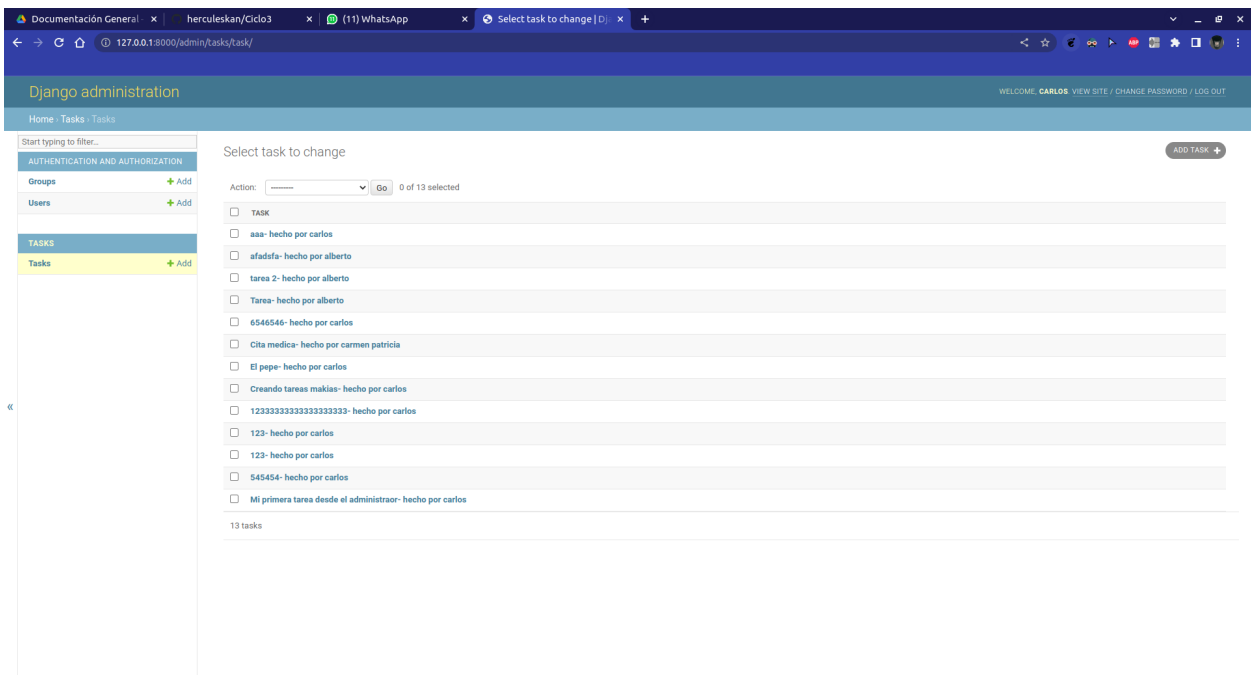 Documentación General -
herculeskan/Ciclo3
(11) WhatsApp
Select task to change | Dj
127.0.0.1:8000/admin/tasks/task/
ABP
Django administration
WELCOME, CARLOS. VIEW SITE / CHANGE PASSWORD / LOG OUT
Home › Tasks › Tasks
Start typing to filter...
AUTHENTICATION AND AUTHORIZATION
Groups + Add
Users + Add
TASKS
Tasks + Add
«
Select task to change
ADD TASK +
Action: --------- Go 0 of 13 selected
TASK
aaa- hecho por carlos
afadsfa- hecho por alberto
tarea 2- hecho por alberto
Tarea- hecho por alberto
6546546- hecho por carlos
Cita medica- hecho por carmen patricia
El pepe- hecho por carlos
Creando tareas makias- hecho por carlos
12333333333333333333- hecho por carlos
123- hecho por carlos
123- hecho por carlos
545454- hecho por carlos
Mi primera tarea desde el administraor- hecho por carlos
13 tasks